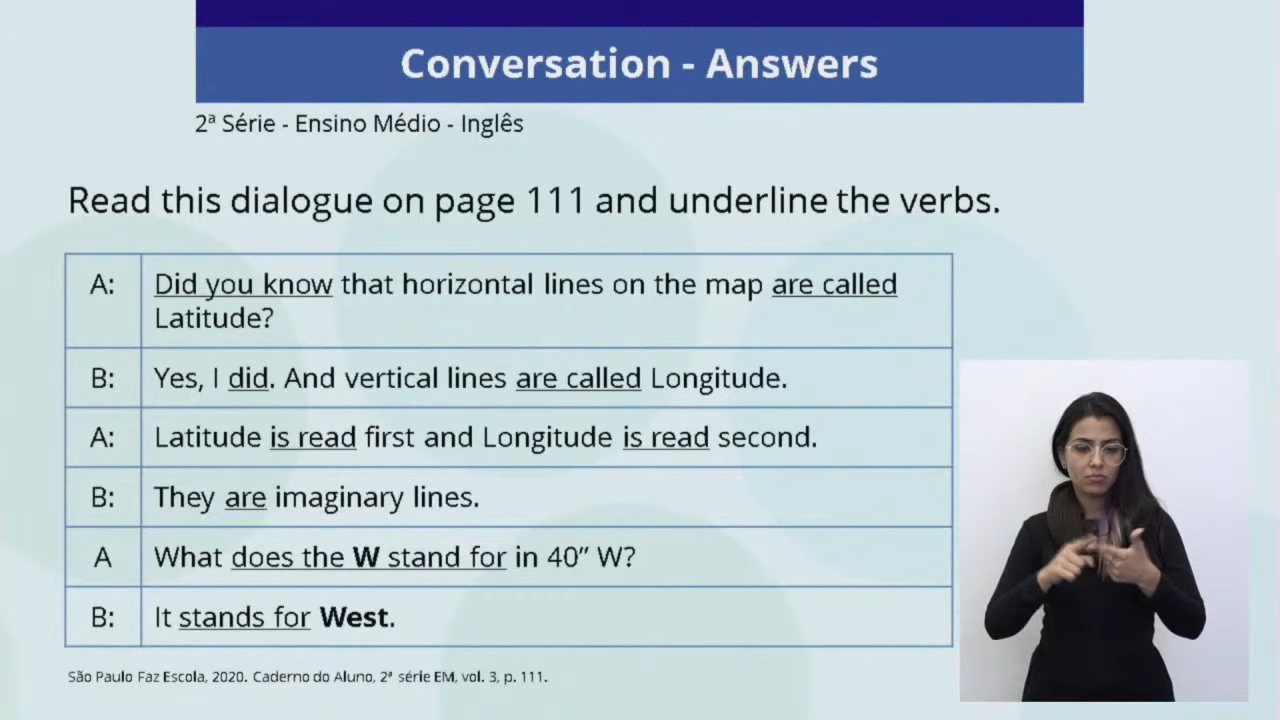 Conversation - Answers
2ª Série - Ensino Médio - Inglês
Read this dialogue on page 111 and underline the verbs.
A: Did you know that horizontal lines on the map are called
Latitude?
B: Yes, I did. And vertical lines are called Longitude.
A: Latitude is read first and Longitude is read second.
B: They are imaginary lines.
A What does the W stand for in 40” W?
B: It stands for West.
São Paulo Faz Escola, 2020. Caderno do Aluno, 2ª série EM, vol. 3, p. 111.